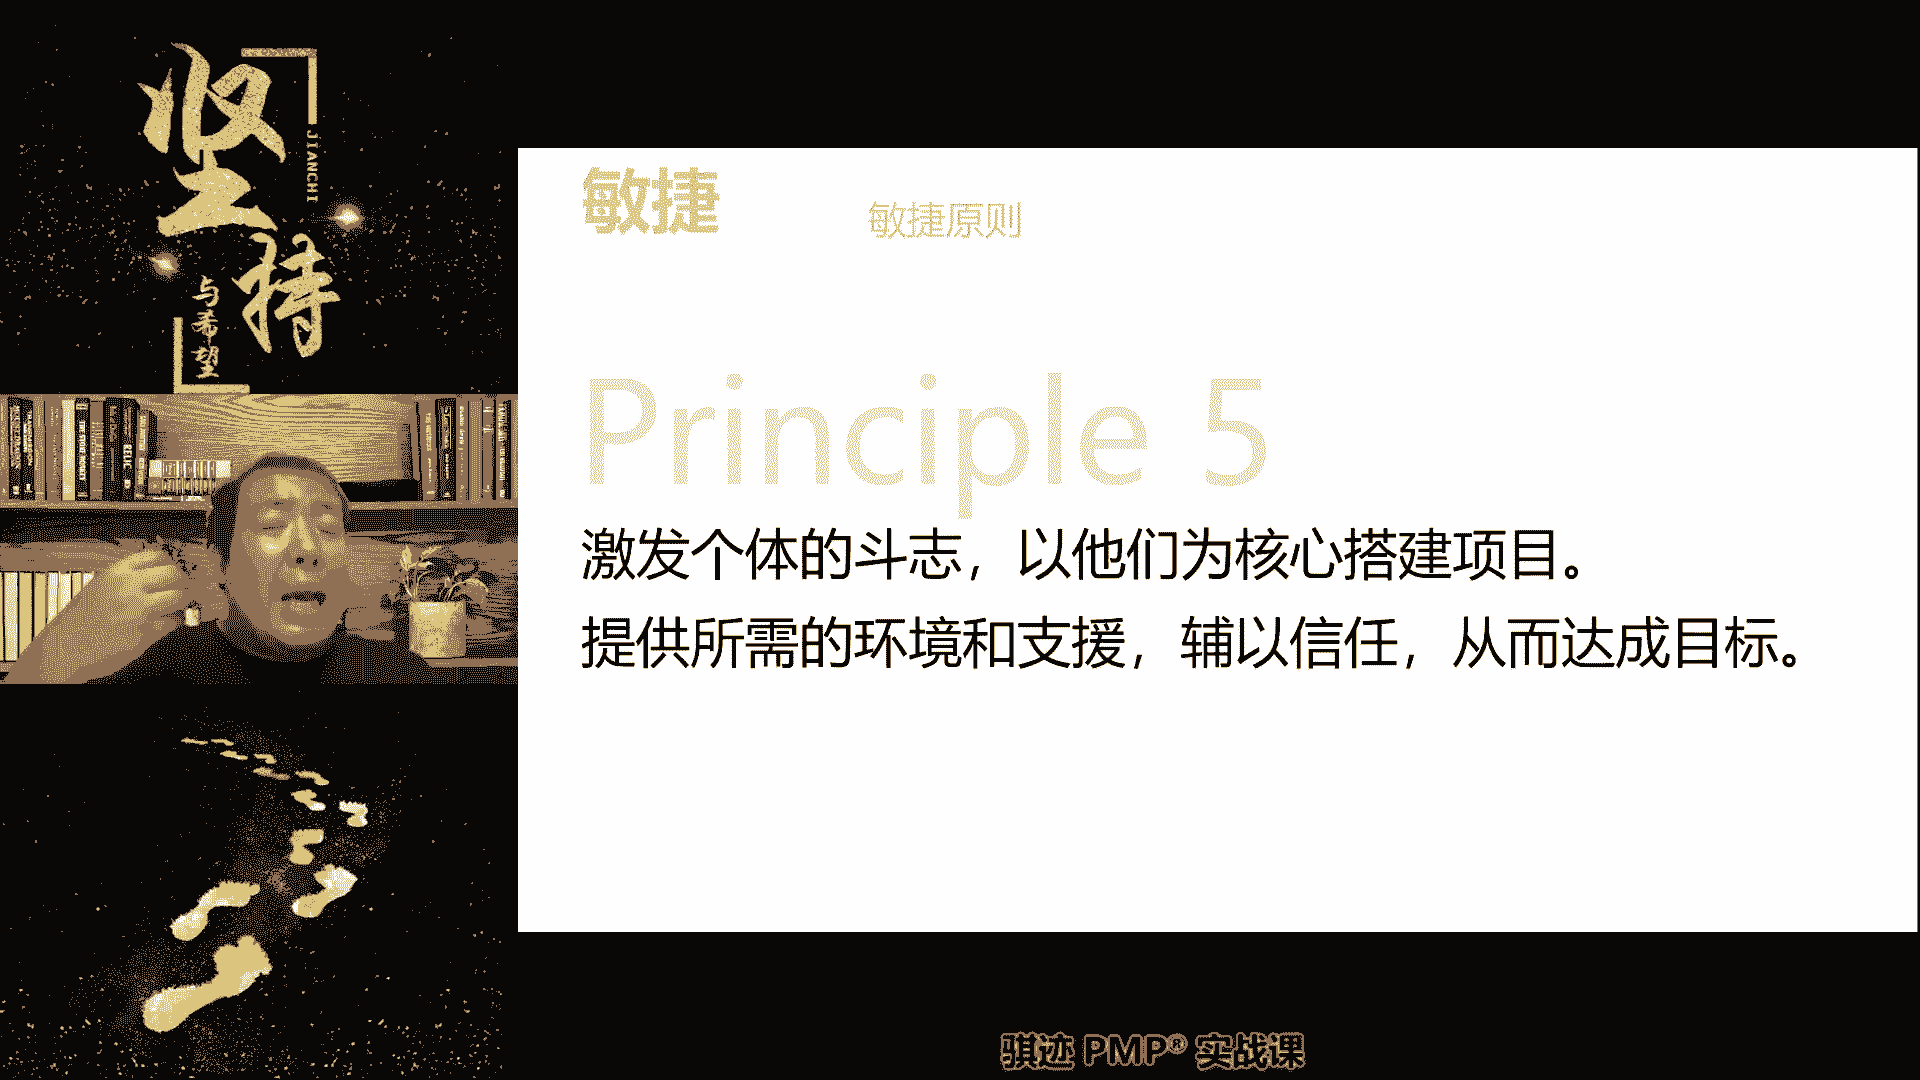 坚持
JIANCHI
与希望
敏捷
敏捷原则
Principle 5
激发个体的斗志，以他们为核心搭建项目。
提供所需的环境和支援，辅以信任，从而达成目标。
骐迹 PMP® 实战课